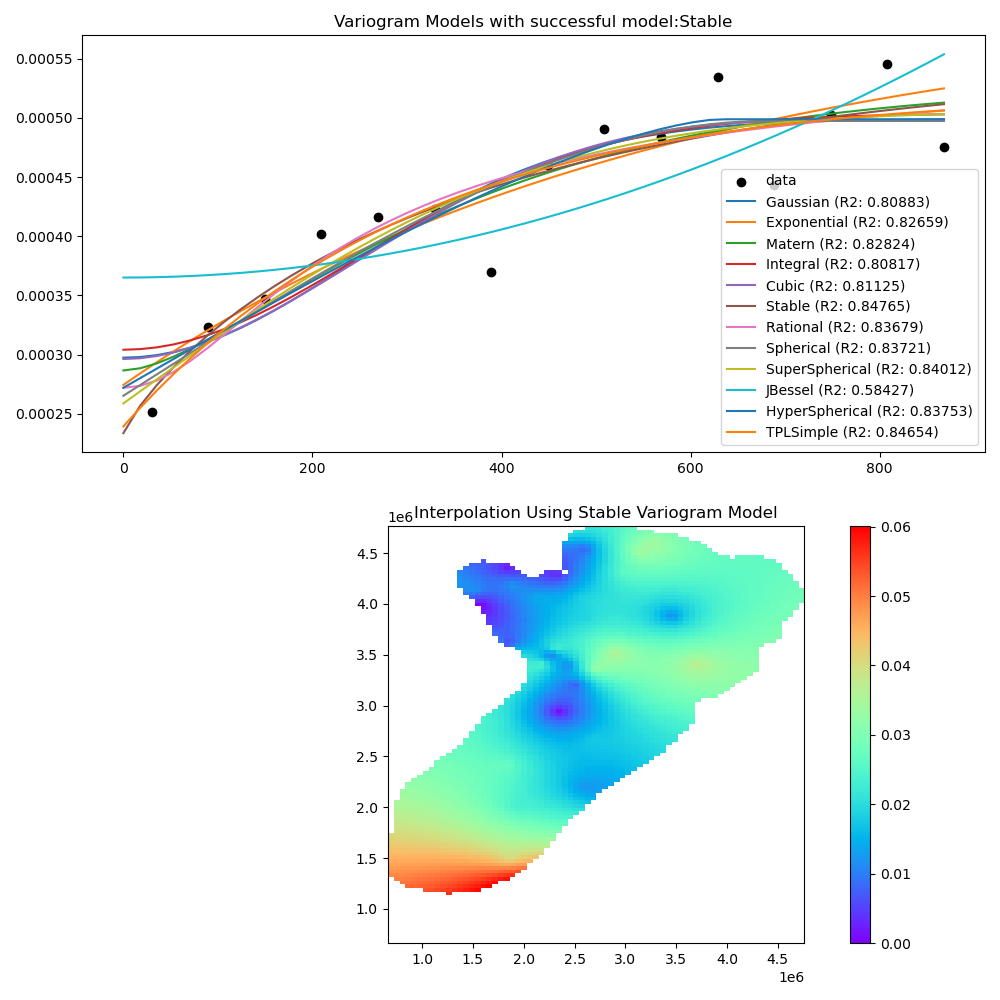 Variogram Models with successful model:Stable
0.00055
0.00050
0.00045
0.00040
0.00035
0.00030
0.00025
data
Gaussian (R2: 0.80883)
Exponential (R2: 0.82659)
Matern (R2: 0.82824)
Integral (R2: 0.80817)
Cubic (R2: 0.81125)
Stable (R2: 0.84765)
Rational (R2: 0.83679)
Spherical (R2: 0.83721)
SuperSpherical (R2: 0.84012)
JBessel (R2: 0.58427)
HyperSpherical (R2: 0.83753)
TPLSimple (R2: 0.84654)
0 200 400 600 800
1e6 Interpolation Using Stable Variogram Model
4.5
4.0
3.5
3.0
2.5
2.0
1.5
1.0
1.0 1.5 2.0 2.5 3.0 3.5 4.0 4.5
1e6
0.06
0.05
0.04
0.03
0.02
0.01
0.00